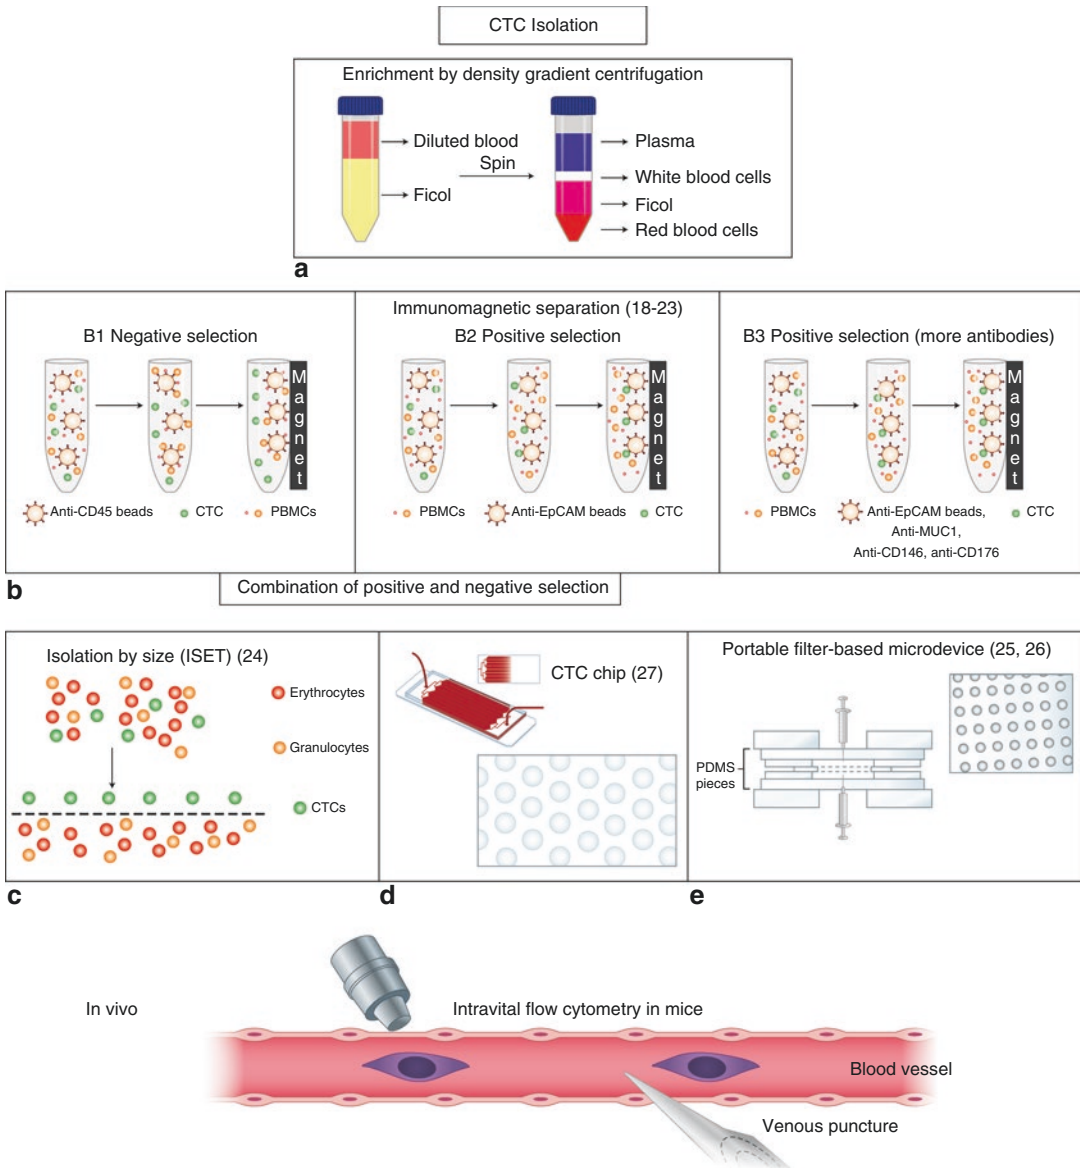 CTC Isolation
Enrichment by density gradient centrifugation
Diluted blood
Spin
Ficol
Plasma
White blood cells
Ficol
Red blood cells
a
Immunomagnetic separation (18-23)
B1 Negative selection
Magnet
Anti-CD45 beads
CTC
PBMCs
B2 Positive selection
Magnet
PBMCs
Anti-EpCAM beads
CTC
B3 Positive selection (more antibodies)
Magnet
PBMCs
Anti-EpCAM beads,
Anti-MUC1,
Anti-CD146, anti-CD176
CTC
b
Combination of positive and negative selection
Isolation by size (ISET) (24)
Erythrocytes
Granulocytes
CTCs
c
CTC chip (27)
d
Portable filter-based microdevice (25, 26)
PDMS
pieces
e
In vivo
Intravital flow cytometry in mice
Blood vessel
Venous puncture